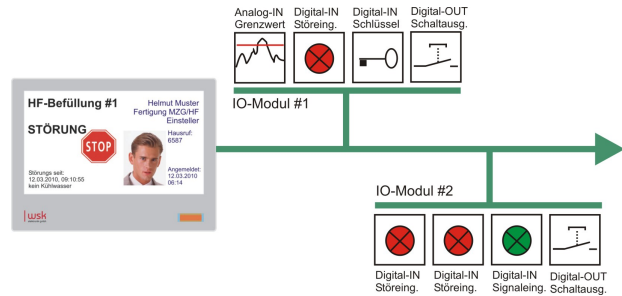 Analog-IN Digital-IN Digital-IN Digital-OUT
Grenzwert Störeing. Schlüssel Schaltausg.
IO-Modul #1
HF-Befüllung #1
Helmut Muster
Fertigung MZG/HF
Einsteller
STÖRUNG
STOP
Hausruf:
6587
Störungs seit:
12.03.2010, 09:10:55
kein Kühlwasser
Angemeldet:
12.03.2010
06:14
wsk
IO-Modul #2
Digital-IN Digital-IN Digital-IN Digital-OUT
Störeing. Störeing. Signaleing. Schaltausg.